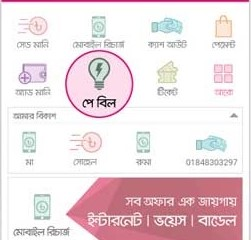 সেন্ড মানি মোবাইল রিচার্জ ক্যাশ আউট পেমেন্ট
অ্যাড মানি পে বিল টিকেট আরো
আমার বিকাশ
মা সোহেল রুমা 01848303297
মোবাইল রিচার্জ
সব অফার এক জায়গায়
ইন্টারনেট | ভয়েস | বান্ডেল